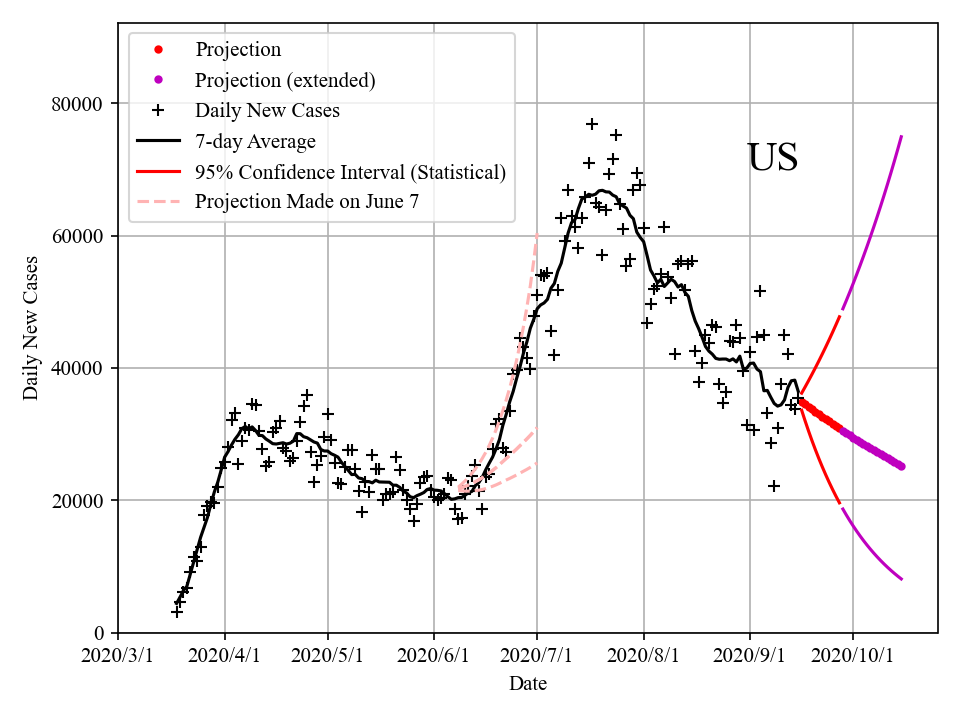 Projection
Projection (extended)
Daily New Cases
7-day Average
95% Confidence Interval (Statistical)
Projection Made on June 7
US
80000
60000
40000
20000
0
Daily New Cases
2020/3/1 2020/4/1 2020/5/1 2020/6/1 2020/7/1 2020/8/1 2020/9/1 2020/10/1
Date